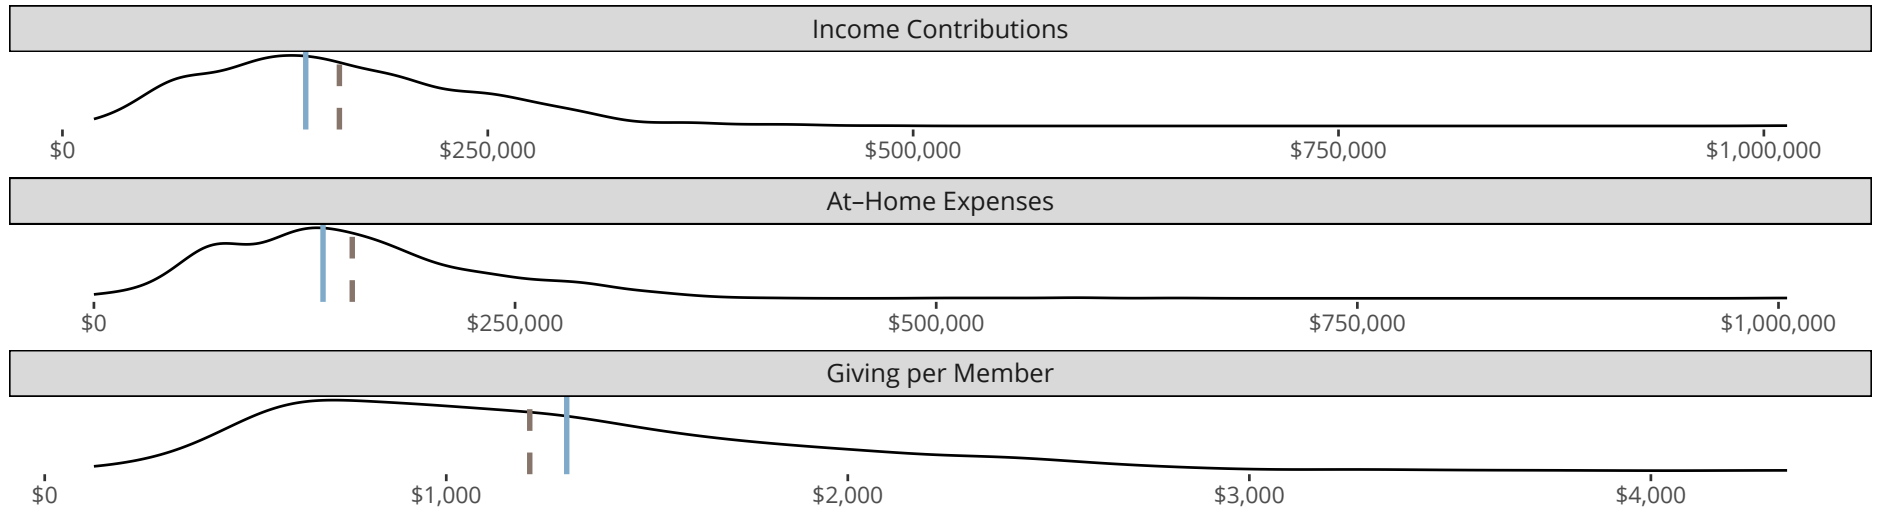 Income Contributions
$0 $250,000 $500,000 $750,000 $1,000,000
At–Home Expenses
$0 $250,000 $500,000 $750,000 $1,000,000
Giving per Member
$0 $1,000 $2,000 $3,000 $4,000